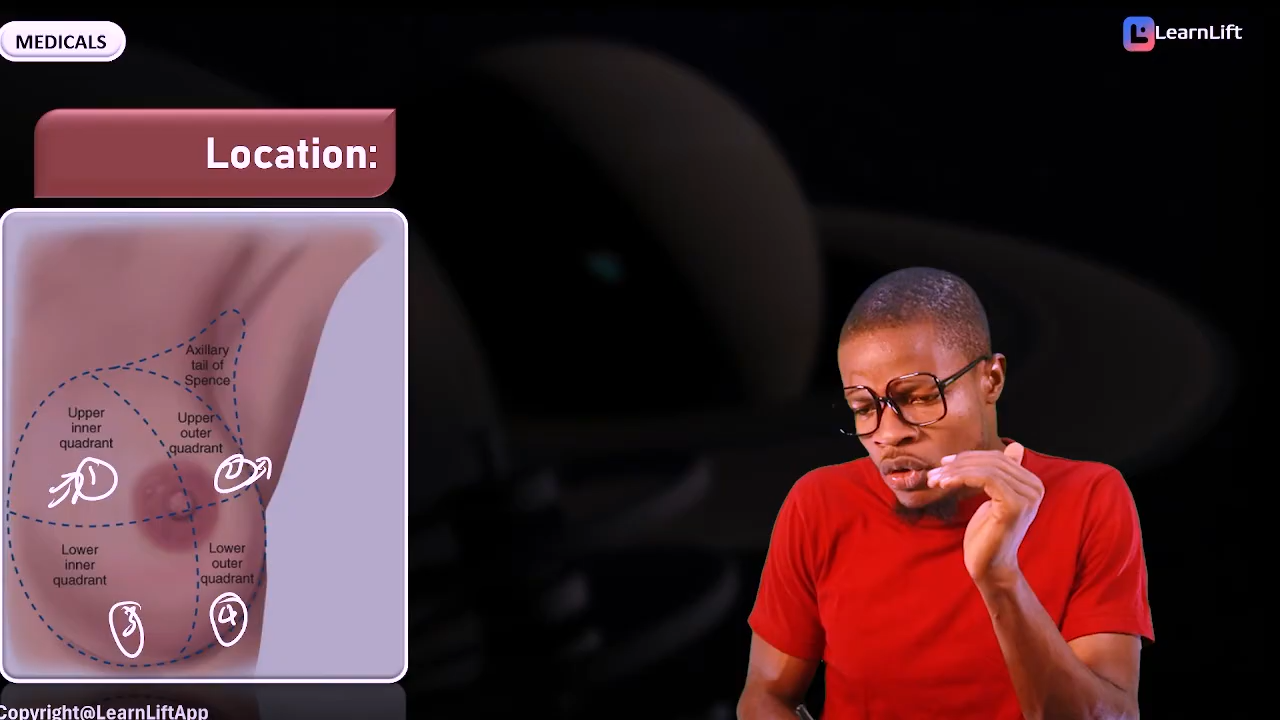 MEDICALS
LearnLift
Location:
Axillary
tail of
Spence
Upper
inner
quadrant
Upper
outer
quadrant
1
2
Lower
inner
quadrant
Lower
outer
quadrant
3
4
Copyright@LearnLiftApp